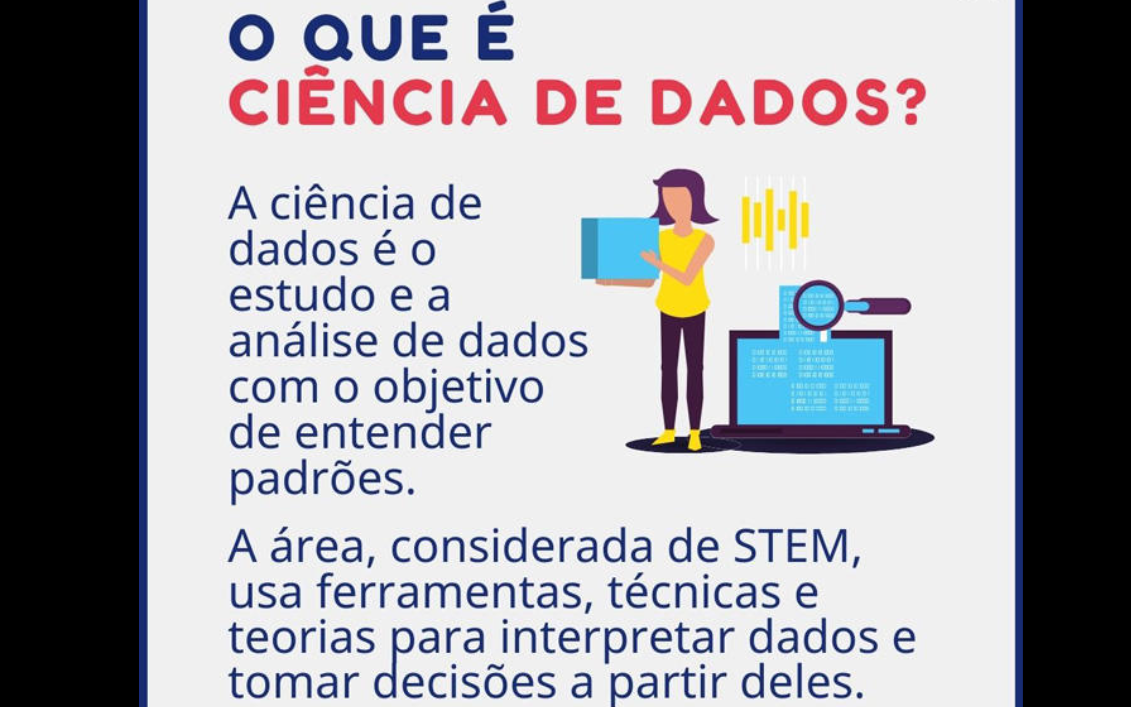 O QUE É
CIÊNCIA DE DADOS?
A ciência de
dados é o
estudo e a
análise de dados
com o objetivo
de entender
padrões.
A área, considerada de STEM,
usa ferramentas, técnicas e
teorias para interpretar dados e
tomar decisões a partir deles.